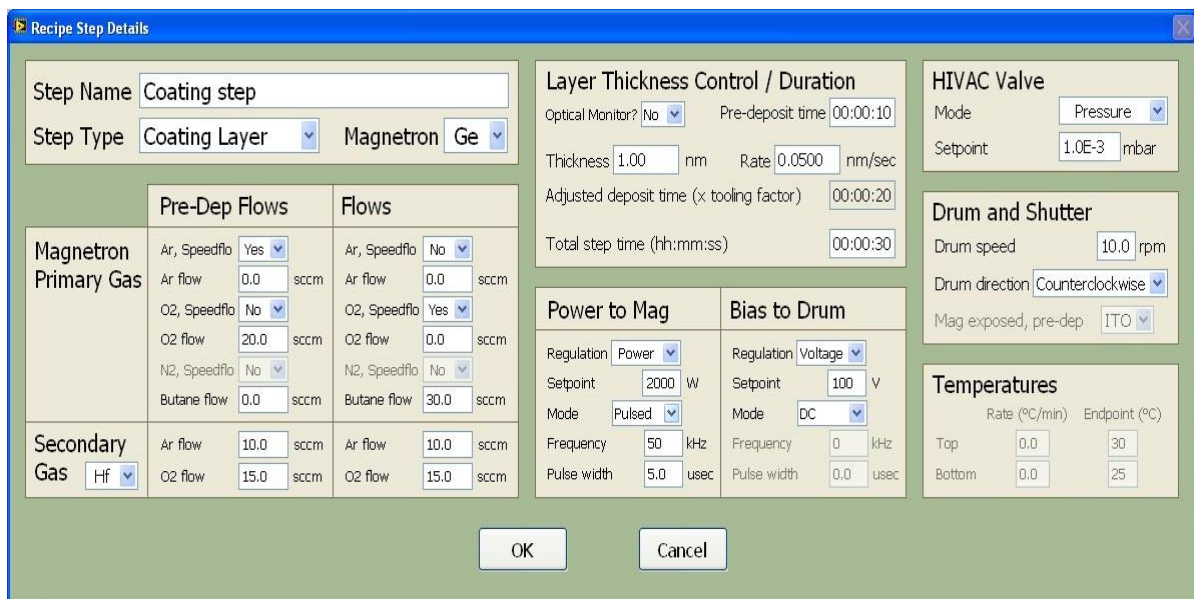 Recipe Step Details
Step Name Coating step
Step Type Coating Layer Magnetron Ge
Pre-Dep Flows Flows
Magnetron Primary Gas
Ar, Speedflo Yes Ar, Speedflo No
Ar flow 0.0 sccm Ar flow 0.0 sccm
O2, Speedflo No O2, Speedflo Yes
O2 flow 20.0 sccm O2 flow 0.0 sccm
N2, Speedflo No N2, Speedflo No
Butane flow 0.0 sccm Butane flow 30.0 sccm
Secondary Gas Hf
Ar flow 10.0 sccm Ar flow 10.0 sccm
O2 flow 15.0 sccm O2 flow 15.0 sccm
Layer Thickness Control / Duration
Optical Monitor? No Pre-deposit time 00:00:10
Thickness 1.00 nm Rate 0.0500 nm/sec
Adjusted deposit time (x tooling factor) 00:00:20
Total step time (hh:mm:ss) 00:00:30
Power to Mag
Regulation Power
Setpoint 2000 W
Mode Pulsed
Frequency 50 kHz
Pulse width 5.0 usec
Bias to Drum
Regulation Voltage
Setpoint 100 V
Mode DC
Frequency 0 kHz
Pulse width 0.0 usec
HIVAC Valve
Mode Pressure
Setpoint 1.0E-3 mbar
Drum and Shutter
Drum speed 10.0 rpm
Drum direction Counterclockwise
Mag exposed, pre-dep ITO
Temperatures
Rate (ºC/min) Endpoint (ºC)
Top 0.0 30
Bottom 0.0 25
OK Cancel